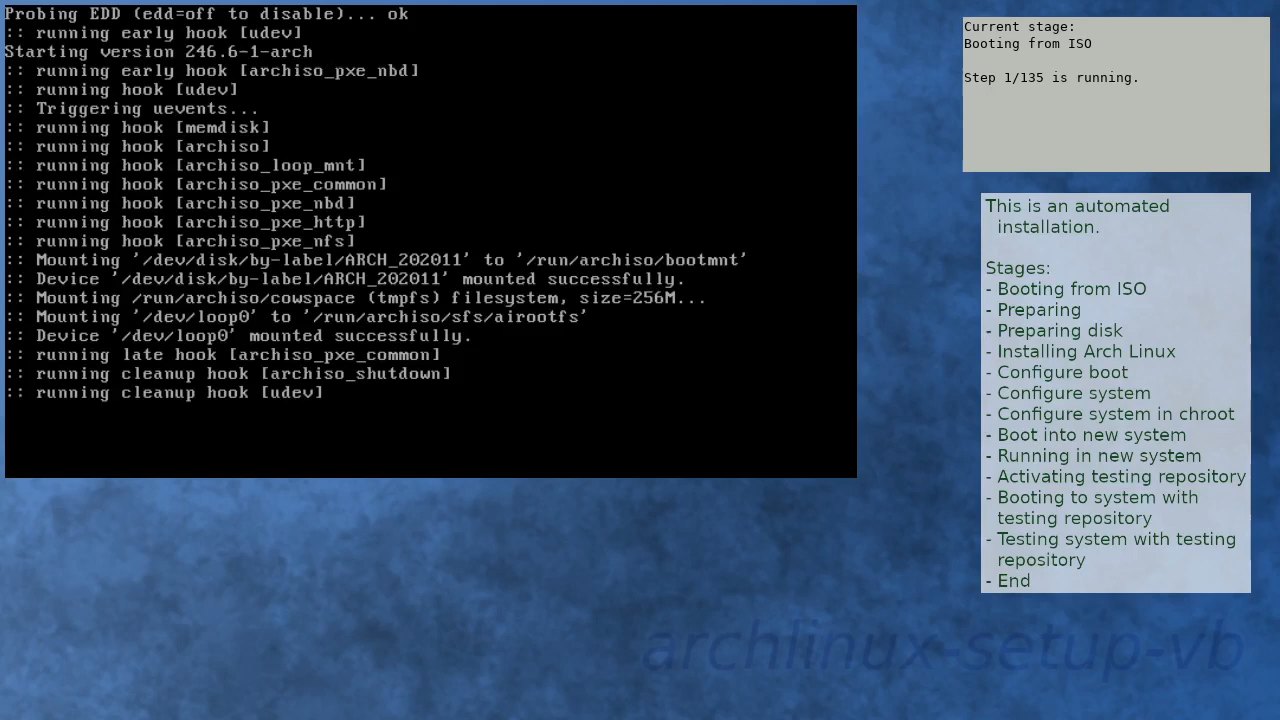 Probing EDD (edd=off to disable)... ok
:: running early hook [udev]
Starting version 246.6-1-arch
:: running early hook [archiso_pxe_nbd]
:: running hook [udev]
:: Triggering uevents...
:: running hook [memdisk]
:: running hook [archiso]
:: running hook [archiso_loop_mnt]
:: running hook [archiso_pxe_common]
:: running hook [archiso_pxe_nbd]
:: running hook [archiso_pxe_http]
:: running hook [archiso_pxe_nfs]
:: Mounting '/dev/disk/by-label/ARCH_202011' to '/run/archiso/bootmnt'
:: Device '/dev/disk/by-label/ARCH_202011' mounted successfully.
:: Mounting /run/archiso/cowspace (tmpfs) filesystem, size=256M...
:: Mounting '/dev/loop0' to '/run/archiso/sfs/airootfs'
:: Device '/dev/loop0' mounted successfully.
:: running late hook [archiso_pxe_common]
:: running cleanup hook [archiso_shutdown]
:: running cleanup hook [udev]
Current stage:
Booting from ISO
Step 1/135 is running.
This is an automated
installation.
Stages:
- Booting from ISO
- Preparing
- Preparing disk
- Installing Arch Linux
- Configure boot
- Configure system
- Configure system in chroot
- Boot into new system
- Running in new system
- Activating testing repository
- Booting to system with
testing repository
- Testing system with testing
repository
- End
archlinux-setup-vb